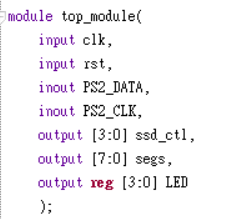 module top_module(
input clk,
input rst,
inout PS2_DATA,
inout PS2_CLK,
output [3:0] ssd_ctl,
output [7:0] segs,
output reg [3:0] LED
);